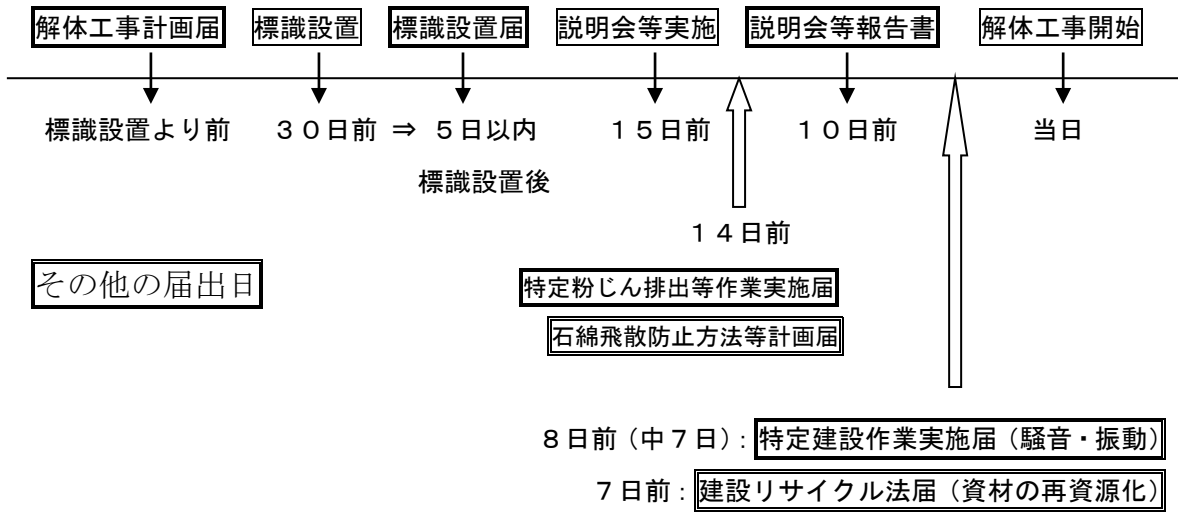 解体工事計画届 標識設置 標識設置届 説明会等実施 説明会等報告書 解体工事開始
標識設置より前 30日前 ⇒ 5日以内 15日前 10日前 当日
標識設置後
14日前
その他の届出日 特定粉じん排出等作業実施届
石綿飛散防止方法等計画届
8日前（中7日）：特定建設作業実施届（騒音・振動）
7日前：建設リサイクル法届（資材の再資源化）